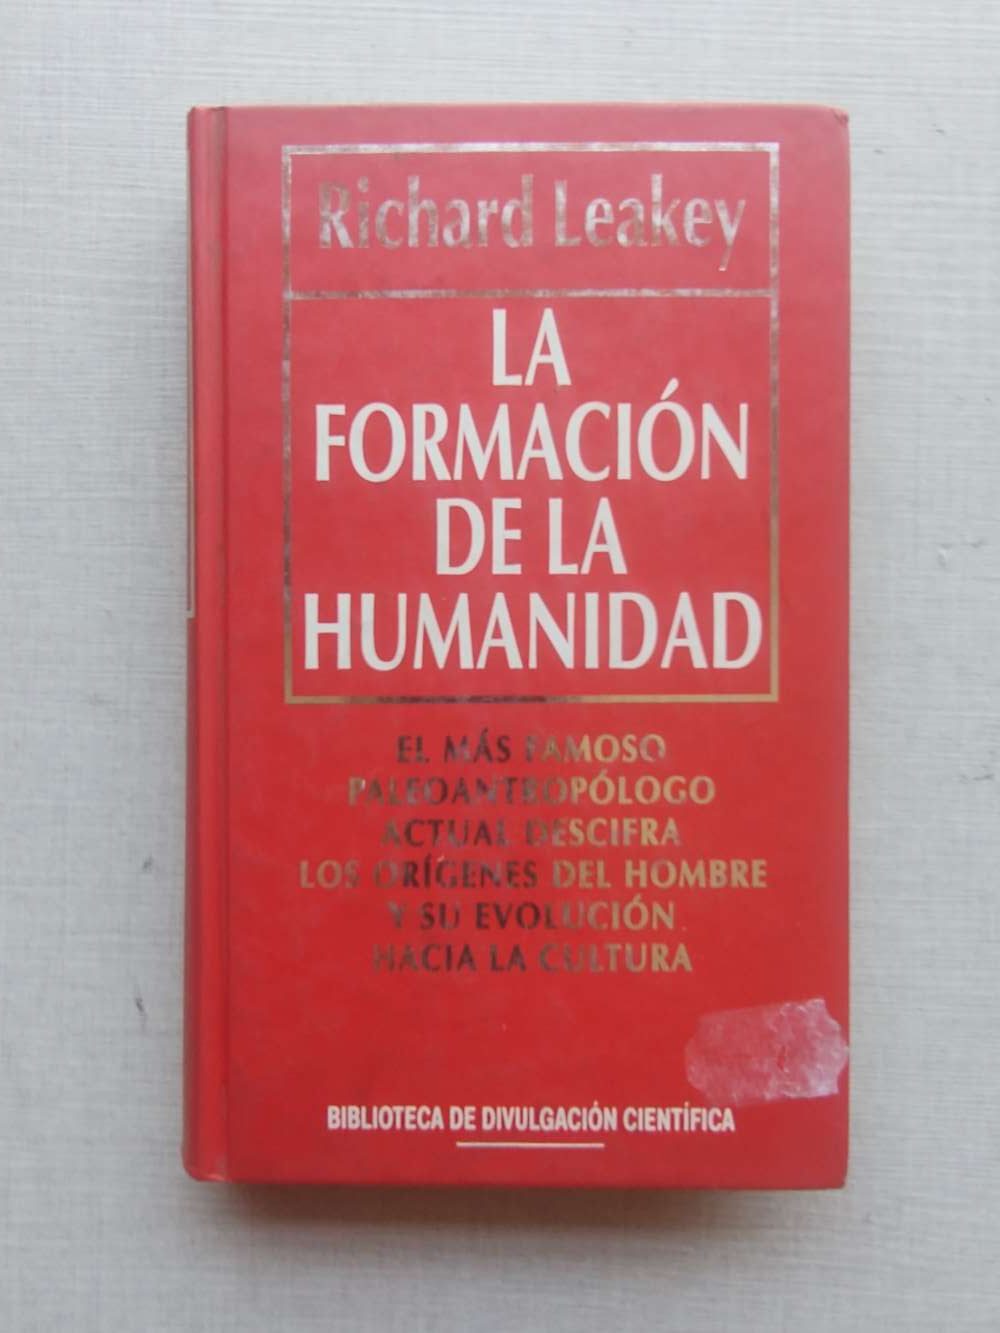 Richard Leakey
LA
FORMACIÓN
DE LA
HUMANIDAD
EL MÁS FAMOSO
PALEOANTROPÓLOGO
ACTUAL DESCIFRA
LOS ORÍGENES DEL HOMBRE
Y SU EVOLUCIÓN
HACIA LA CULTURA
BIBLIOTECA DE DIVULGACIÓN CIENTÍFICA